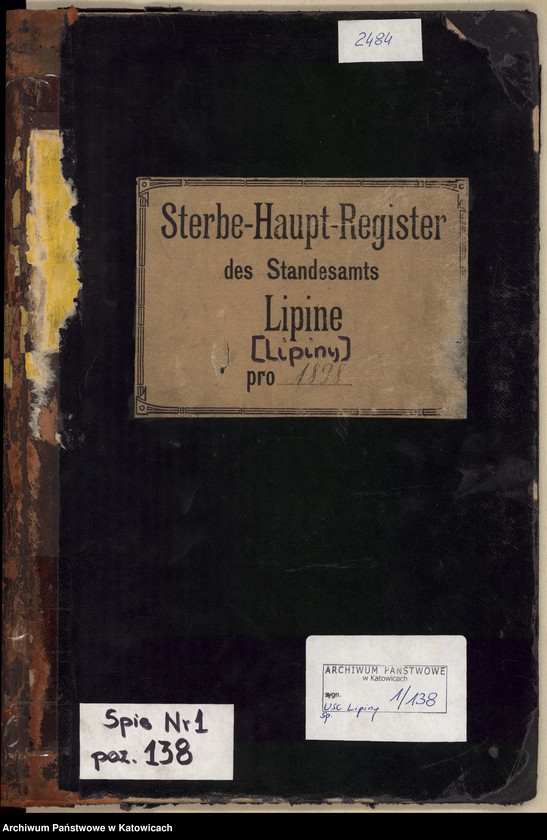 2484
Sterbe-Haupt-Register
des Standesamts
Lipine
[Lipiny]
pro 1898
ARCHIWUM PAŃSTWOWE
w Katowicach
sygn. 1/138
USC Lipiny
Sp.
Spis Nr 1
poz. 138
Archiwum Państwowe w Katowicach